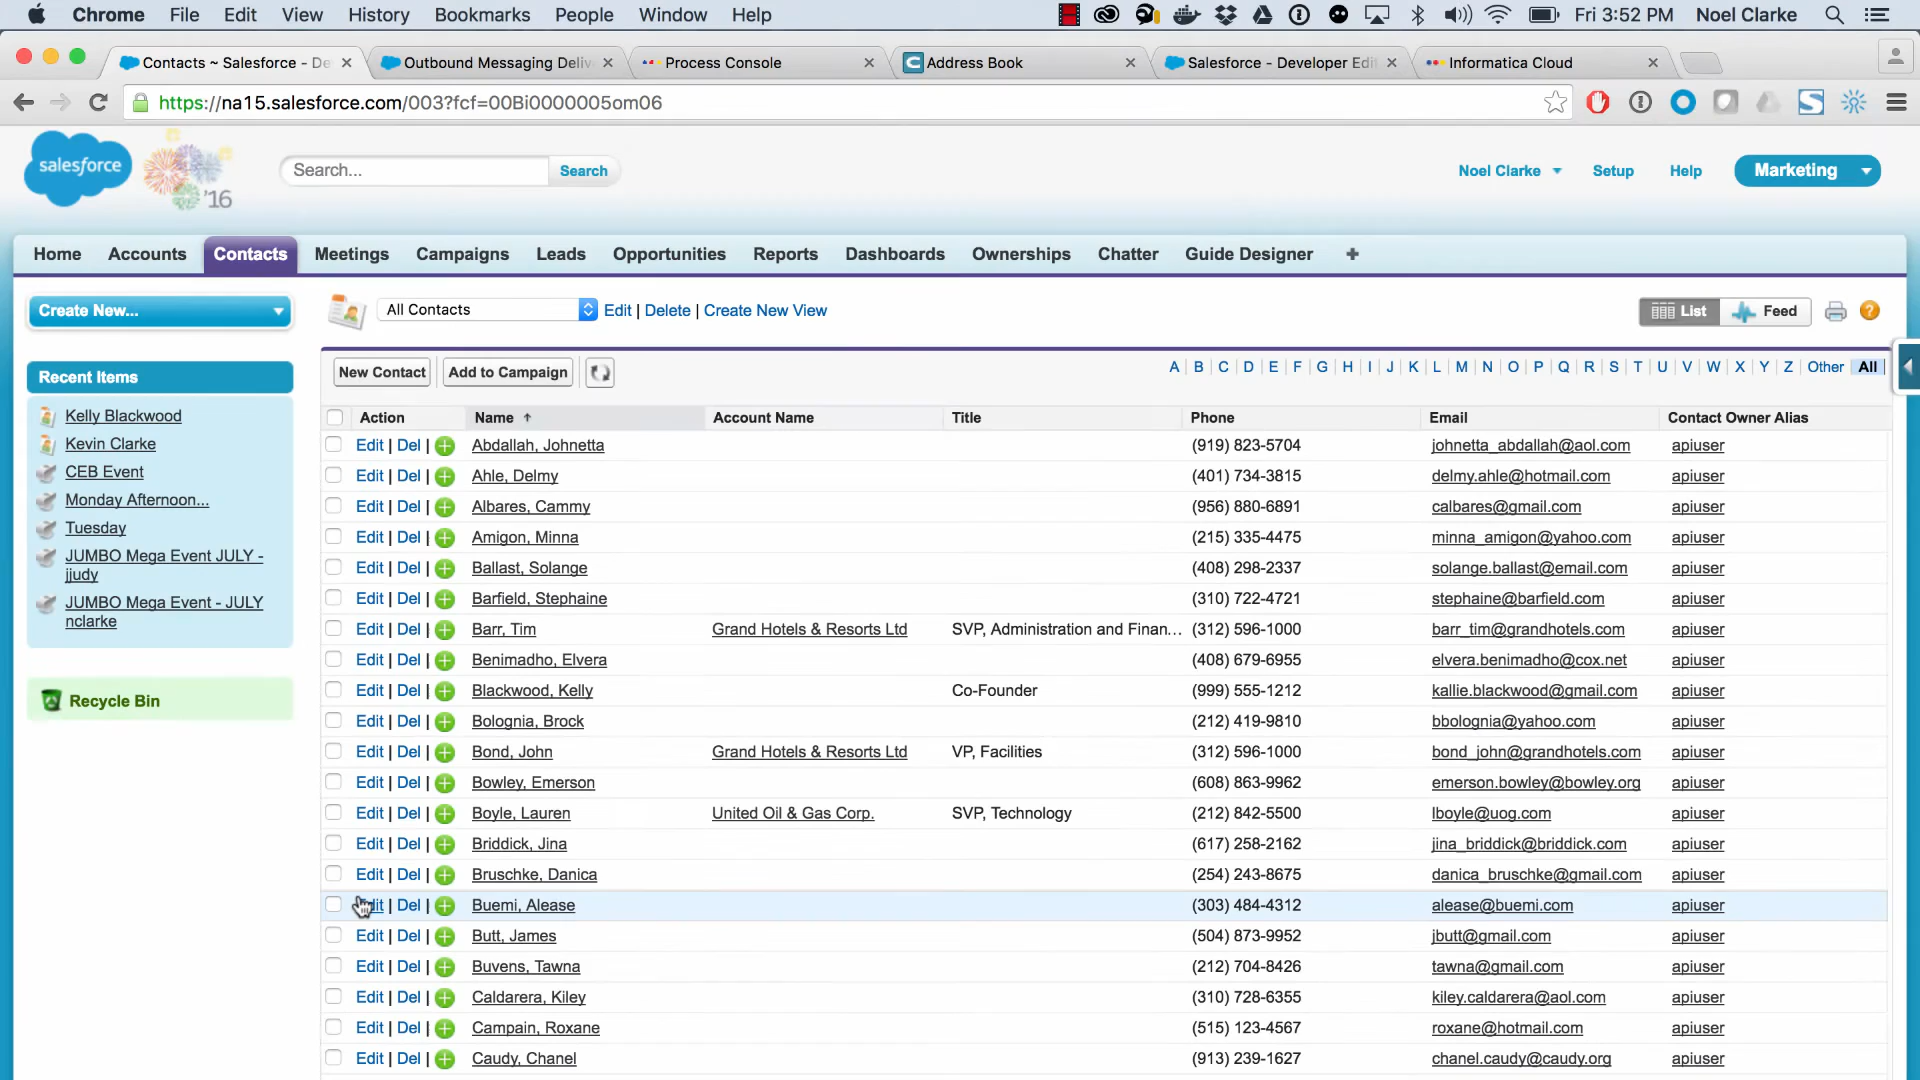 Chrome File Edit View History Bookmarks People Window Help Fri 3:52 PM Noel Clarke
Contacts ~ Salesforce - De Outbound Messaging Deliv Process Console Address Book Salesforce - Developer Edit Informatica Cloud
https://na15.salesforce.com/003?fcf=00Bi0000005om06
salesforce '16 Search... Search Noel Clarke Setup Help Marketing
Home Accounts Contacts Meetings Campaigns Leads Opportunities Reports Dashboards Ownerships Chatter Guide Designer +
Create New...
Recent Items
Kelly Blackwood
Kevin Clarke
CEB Event
Monday Afternoon...
Tuesday
JUMBO Mega Event JULY -
jjudy
JUMBO Mega Event - JULY
nclarke
Recycle Bin
All Contacts Edit | Delete | Create New View List Feed ?
New Contact Add to Campaign A B C D E F G H I J K L M N O P Q R S T U V W X Y Z Other All
Action Name Account Name Title Phone Email Contact Owner Alias
Edit | Del | Abdallah, Johnetta (919) 823-5704 johnetta_abdallah@aol.com apiuser
Edit | Del | Ahle, Delmy (401) 734-3815 delmy.ahle@hotmail.com apiuser
Edit | Del | Albares, Cammy (956) 880-6891 calbares@gmail.com apiuser
Edit | Del | Amigon, Minna (215) 335-4475 minna_amigon@yahoo.com apiuser
Edit | Del | Ballast, Solange (408) 298-2337 solange.ballast@email.com apiuser
Edit | Del | Barfield, Stephaine (310) 722-4721 stephaine@barfield.com apiuser
Edit | Del | Barr, Tim Grand Hotels & Resorts Ltd SVP, Administration and Finan... (312) 596-1000 barr_tim@grandhotels.com apiuser
Edit | Del | Benimadho, Elvera (408) 679-6955 elvera.benimadho@cox.net apiuser
Edit | Del | Blackwood, Kelly Co-Founder (999) 555-1212 kallie.blackwood@gmail.com apiuser
Edit | Del | Bolognia, Brock (212) 419-9810 bbolognia@yahoo.com apiuser
Edit | Del | Bond, John Grand Hotels & Resorts Ltd VP, Facilities (312) 596-1000 bond_john@grandhotels.com apiuser
Edit | Del | Bowley, Emerson (608) 863-9962 emerson.bowley@bowley.org apiuser
Edit | Del | Boyle, Lauren United Oil & Gas Corp. SVP, Technology (212) 842-5500 lboyle@uog.com apiuser
Edit | Del | Briddick, Jina (617) 258-2162 jina_briddick@briddick.com apiuser
Edit | Del | Bruschke, Danica (254) 243-8675 danica_bruschke@gmail.com apiuser
Edit | Del | Buemi, Alease (303) 484-4312 alease@buemi.com apiuser
Edit | Del | Butt, James (504) 873-9952 jbutt@gmail.com apiuser
Edit | Del | Buvens, Tawna (212) 704-8426 tawna@gmail.com apiuser
Edit | Del | Caldarera, Kiley (310) 728-6355 kiley.caldarera@aol.com apiuser
Edit | Del | Campain, Roxane (515) 123-4567 roxane@hotmail.com apiuser
Edit | Del | Caudy, Chanel (913) 239-1627 chanel.caudy@caudy.org apiuser